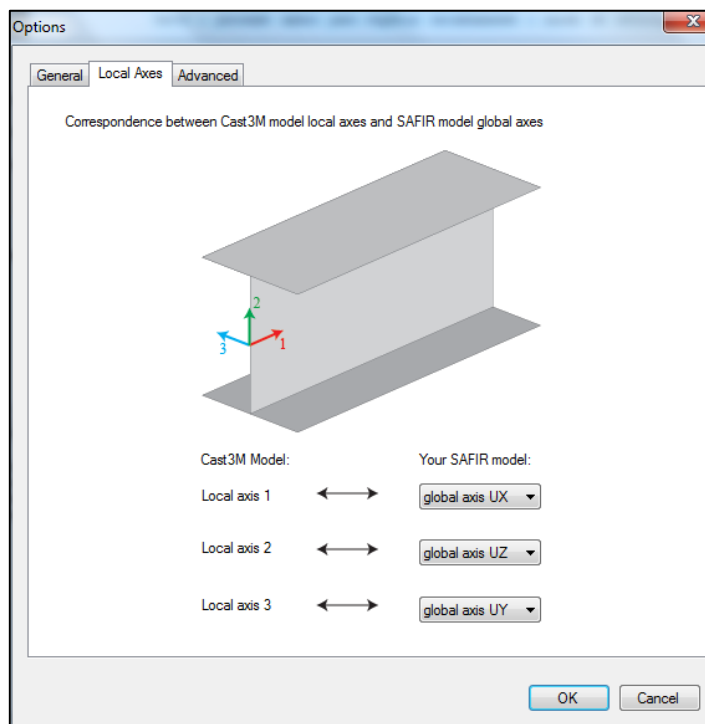 Options
General Local Axes Advanced
Correspondence between Cast3M model local axes and SAFIR model global axes
2
3
1
Cast3M Model: Your SAFIR model:
Local axis 1 global axis UX
Local axis 2 global axis UZ
Local axis 3 global axis UY
OK Cancel